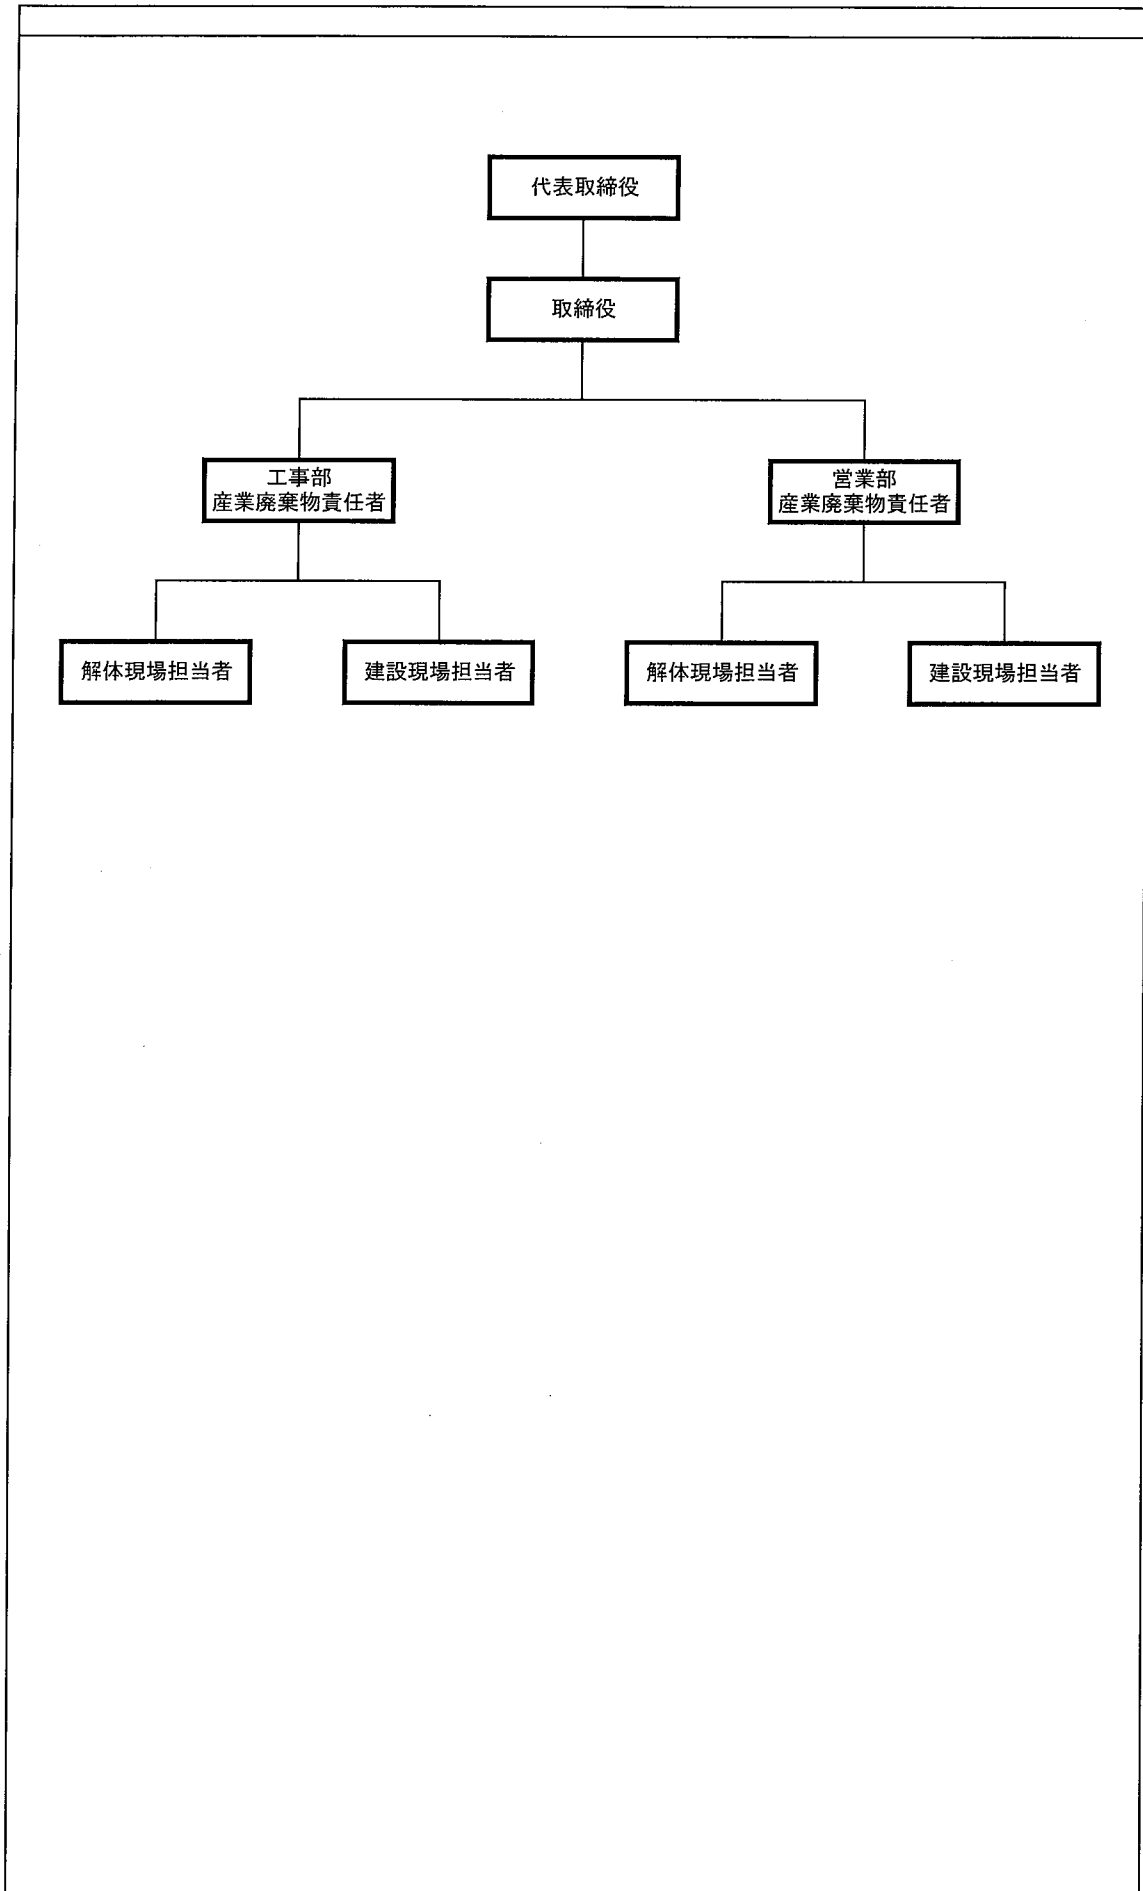 代表取締役
取締役
工事部
産業廃棄物責任者
営業部
産業廃棄物責任者
解体現場担当者
建設現場担当者
解体現場担当者
建設現場担当者